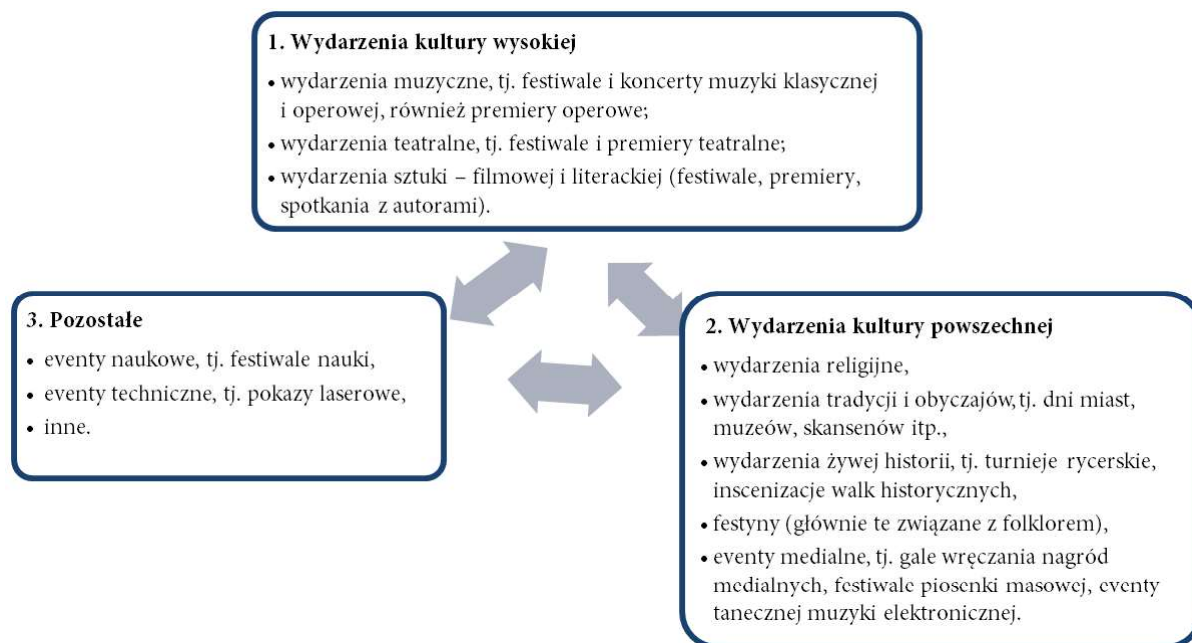 1. Wydarzenia kultury wysokiej
• wydarzenia muzyczne, tj. festiwale i koncerty muzyki klasycznej
i operowej, również premiery operowe;
• wydarzenia teatralne, tj. festiwale i premiery teatralne;
• wydarzenia sztuki – filmowej i literackiej (festiwale, premiery,
spotkania z autorami).
3. Pozostałe
• eventy naukowe, tj. festiwale nauki,
• eventy techniczne, tj. pokazy laserowe,
• inne.
2. Wydarzenia kultury powszechnej
• wydarzenia religijne,
• wydarzenia tradycji i obyczajów, tj. dni miast,
muzeów, skansenów itp.,
• wydarzenia żywej historii, tj. turnieje rycerskie,
inscenizacje walk historycznych,
• festyny (głównie te związane z folklorem),
• eventy medialne, tj. gale wręczania nagród
medialnych, festiwale piosenki masowej, eventy
tanecznej muzyki elektronicznej.